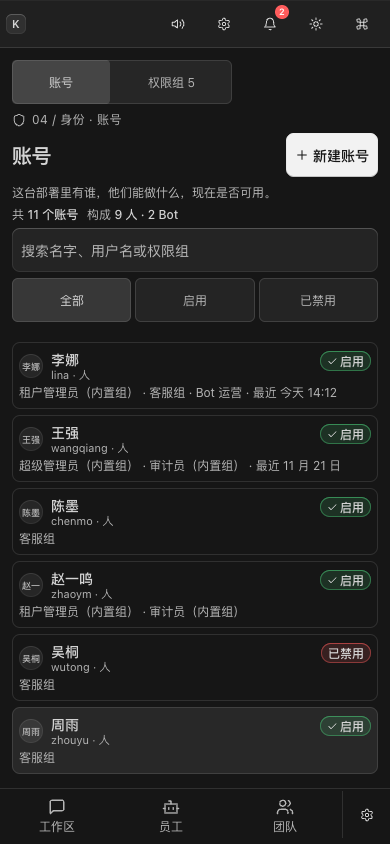 K
2
账号
权限组 5
04 / 身份 · 账号
账号
新建账号
这台部署里有谁，他们能做什么，现在是否可用。
共 11 个账号 构成 9 人 · 2 Bot
搜索名字、用户名或权限组
全部
启用
已禁用
李娜
李娜
启用
lina · 人
租户管理员（内置组） · 客服组 · Bot 运营 · 最近 今天 14:12
王强
王强
启用
wangqiang · 人
超级管理员（内置组） · 审计员（内置组） · 最近 11 月 21 日
陈墨
陈墨
启用
chenmo · 人
客服组
赵一
赵一鸣
启用
zhaoym · 人
租户管理员（内置组） · 审计员（内置组）
吴桐
吴桐
已禁用
wutong · 人
客服组
周雨
周雨
启用
zhouyu · 人
客服组
工作区
员工
团队